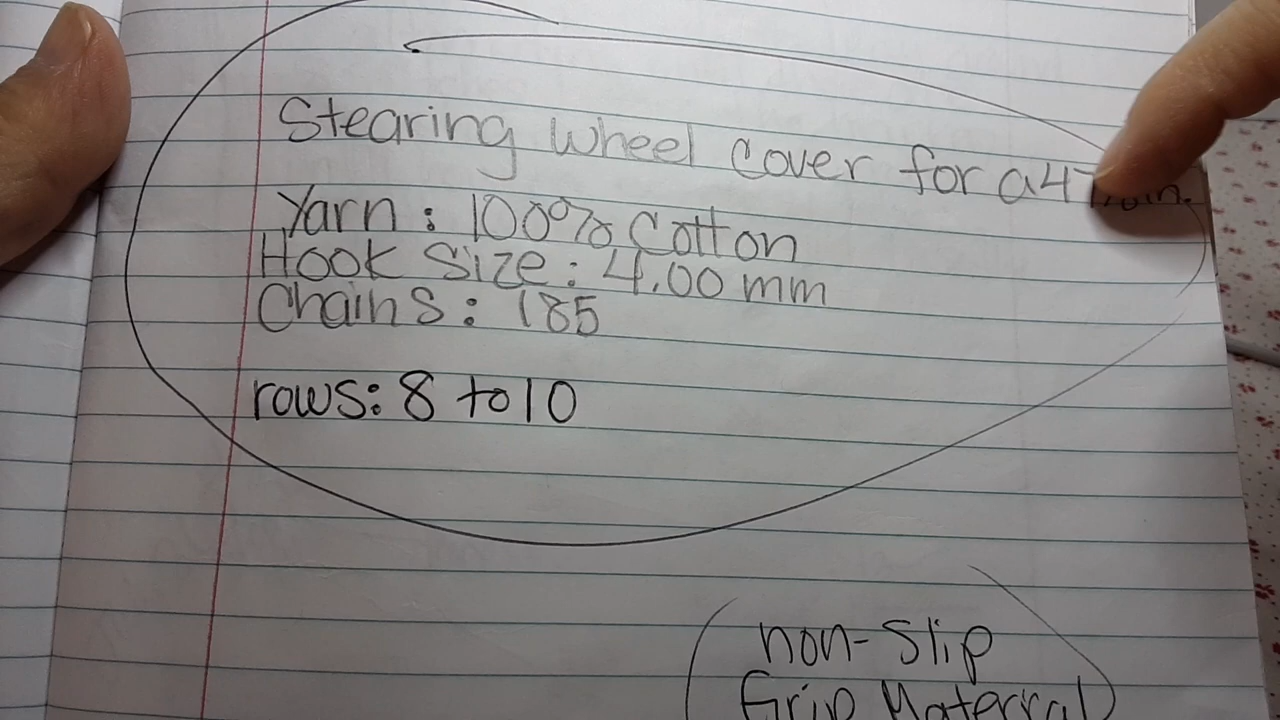 Stearing Wheel Cover for a 47
Yarn: 100% Cotton
Hook Size: 4.00 mm
Chains: 185
rows: 8 to 10
non-Slip
Grip Material